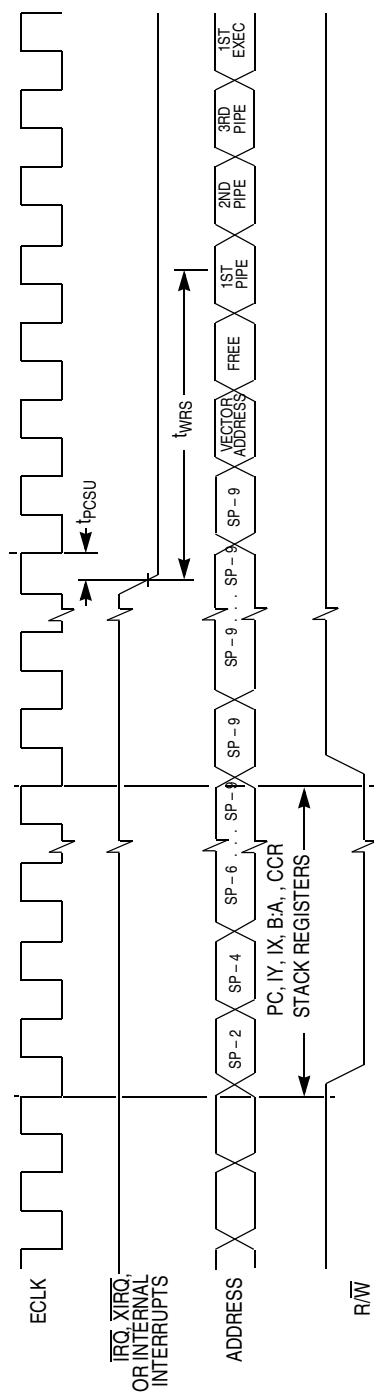 ECLK
tPCSU
IRQ, XIRQ,
OR INTERNAL
INTERRUPTS
tWRS
ADDRESS
SP – 2
SP – 4
SP – 6 . . . . SP – 9
SP – 9
SP – 9 . . . . SP – 9
SP – 9
VECTOR
ADDRESS
FREE
1ST
PIPE
2ND
PIPE
3RD
PIPE
1ST
EXEC
PC, IY, IX, B:A, , CCR
STACK REGISTERS
R/W